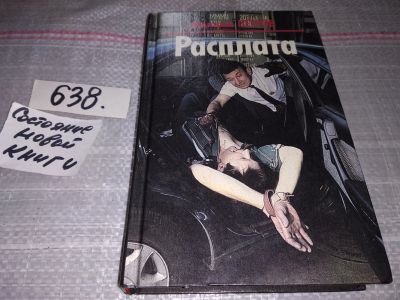 638.
Состояние
новой
книги
Расплата